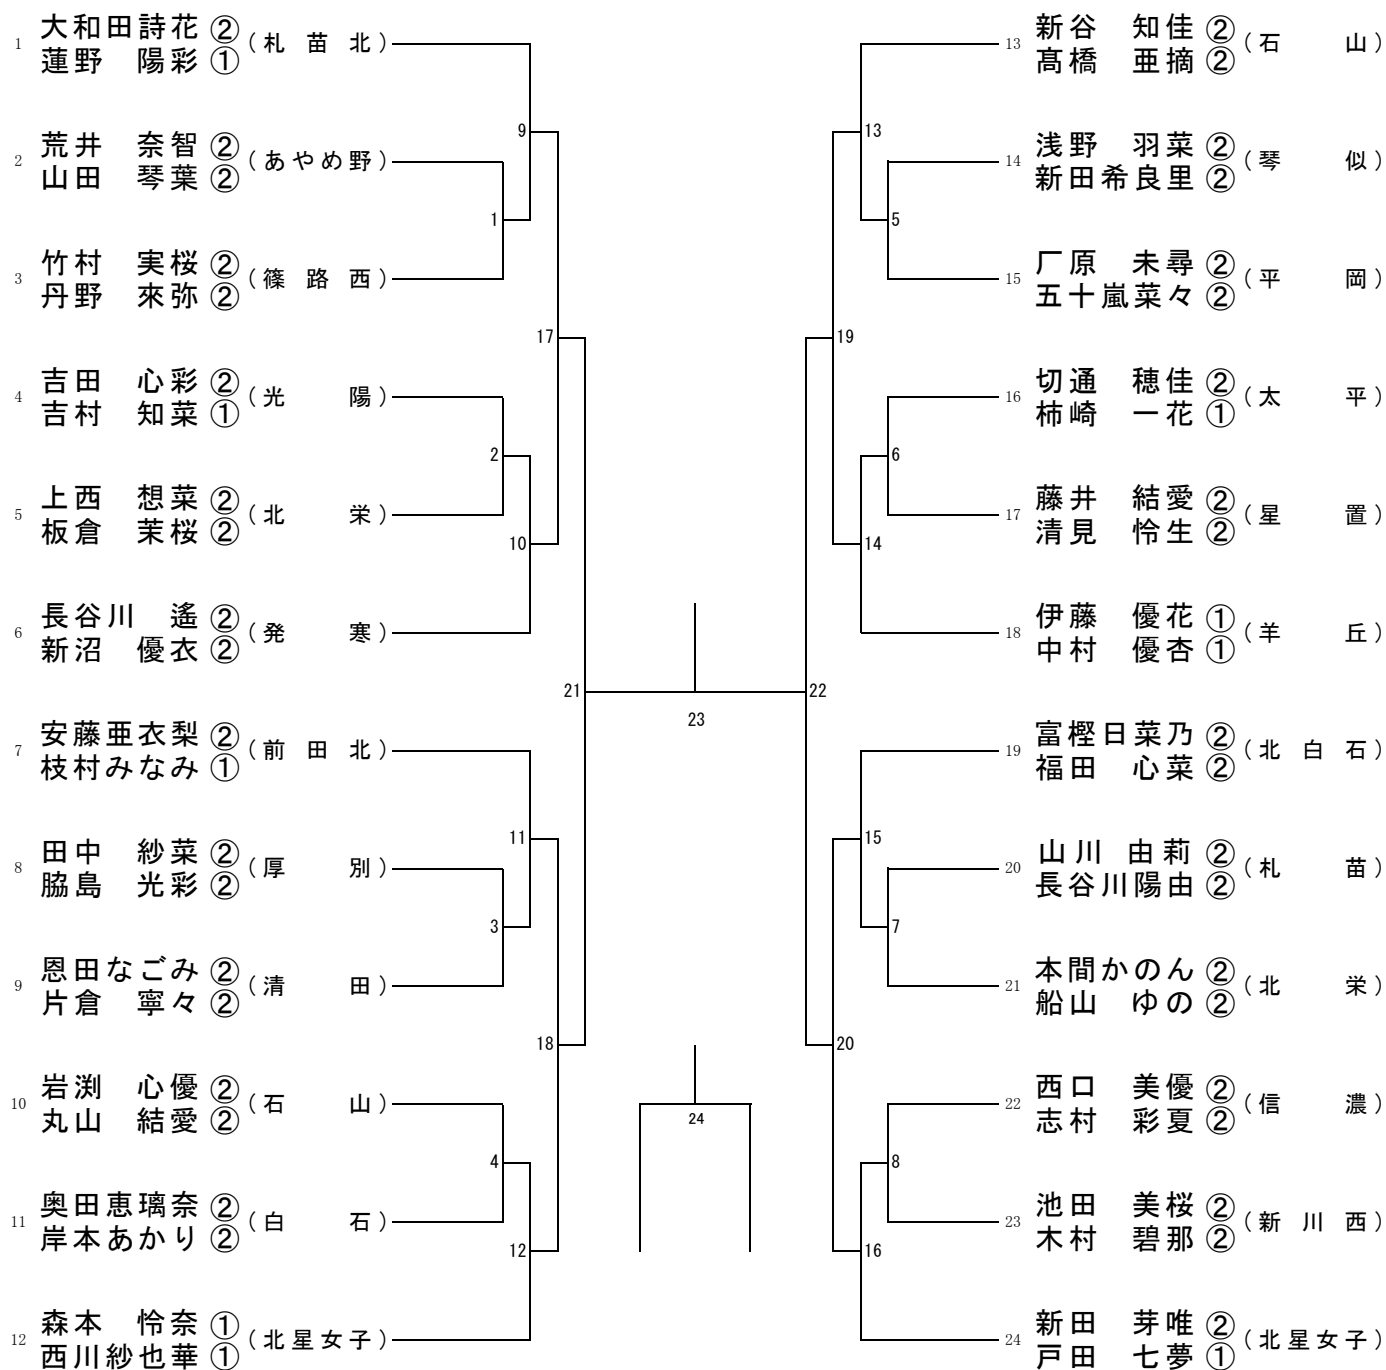 1 大和田詩花 ② (札苗北)
蓮野 陽彩 ①
2 荒井 奈智 ② (あやめ野)
山田 琴葉 ②
3 竹村 実桜 ② (篠路西)
丹野 來弥 ②
4 吉田 心彩 ② (光陽)
吉村 知菜 ①
5 上西 想菜 ② (北栄)
板倉 茉桜 ②
6 長谷川 遙 ② (発寒)
新沼 優衣 ②
7 安藤亜衣梨 ② (前田北)
枝村みなみ ①
8 田中 紗菜 ② (厚別)
脇島 光彩 ②
9 恩田なごみ ② (清田)
片倉 寧々 ②
10 岩渕 心優 ② (石山)
丸山 結愛 ②
11 奥田恵璃奈 ② (白石)
岸本あかり ②
12 森本 怜奈 ① (北星女子)
西川紗也華 ①
9
1
17
2
10
21
11
3
18
4
12
23
24
13
5
19
6
14
22
15
7
20
8
16
13 新谷 知佳 ② (石山)
髙橋 亜摘 ②
14 浅野 羽菜 ② (琴似)
新田希良里 ②
15 厂原 未尋 ② (平岡)
五十嵐菜々 ②
16 切通 穂佳 ② (太平)
柿崎 一花 ①
17 藤井 結愛 ② (星置)
清見 怜生 ②
18 伊藤 優花 ① (羊丘)
中村 優杏 ①
19 富樫日菜乃 ② (北白石)
福田 心菜 ②
20 山川 由莉 ② (札苗)
長谷川陽由 ②
21 本間かのん ② (北栄)
船山 ゆの ②
22 西口 美優 ② (信濃)
志村 彩夏 ②
23 池田 美桜 ② (新川西)
木村 碧那 ②
24 新田 芽唯 ② (北星女子)
戸田 七夢 ①